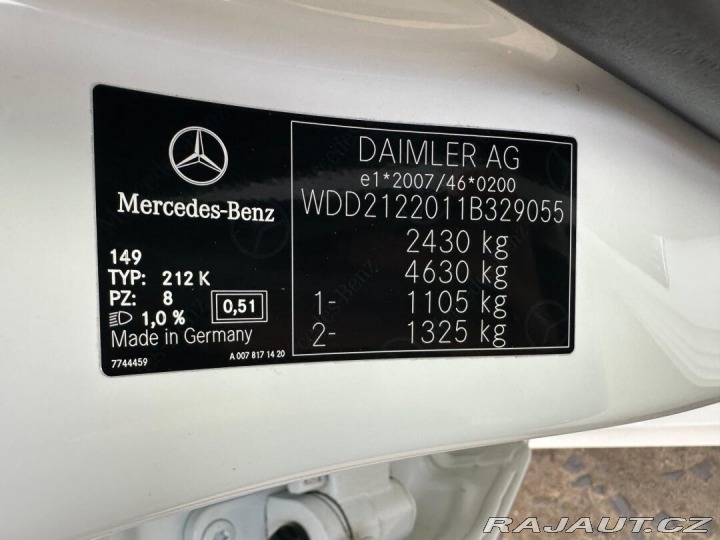 Mercedes-Benz
149
TYP: 212 K
PZ: 8
0,51
1,0 %
Made in Germany
7744459
A 007 817 14 20
DAIMLER AG
e1*2007/46*0200
WDD2122011B329055
2430 kg
4630 kg
1- 1105 kg
2- 1325 kg
RAJAUT.CZ